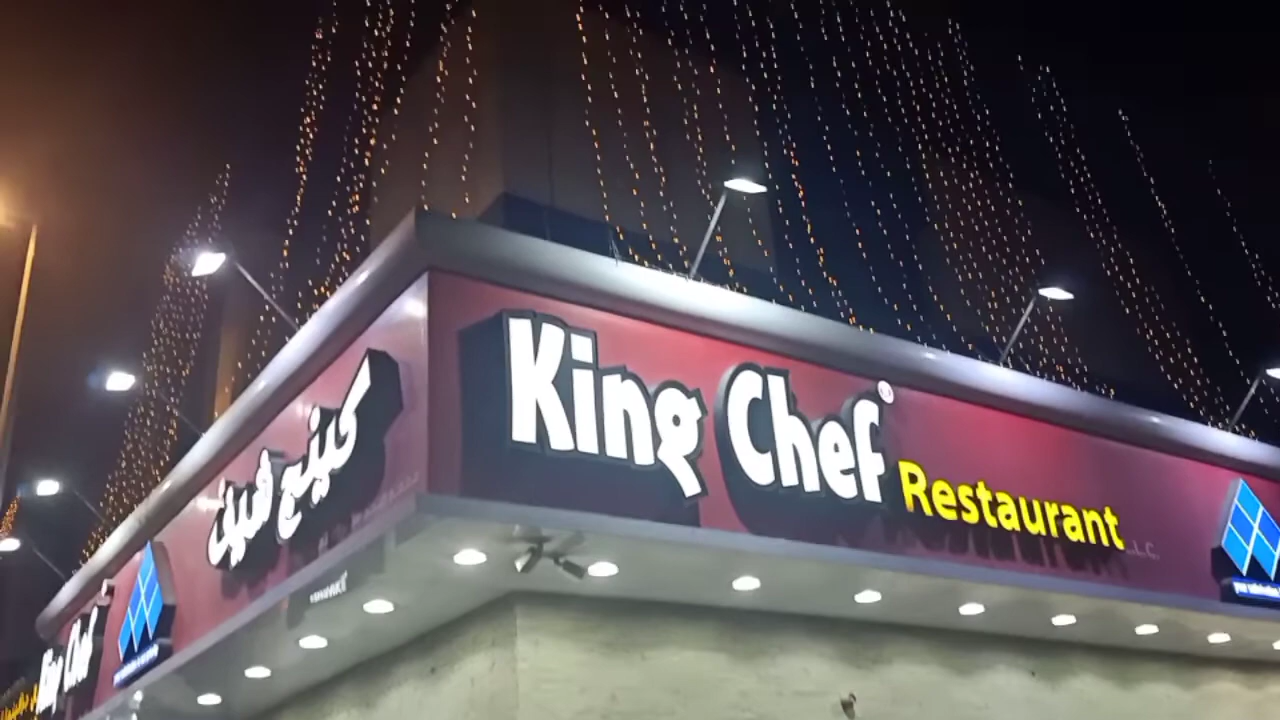 King Chef
Restaurant
L.L.C.
كينج شيف
King Chef